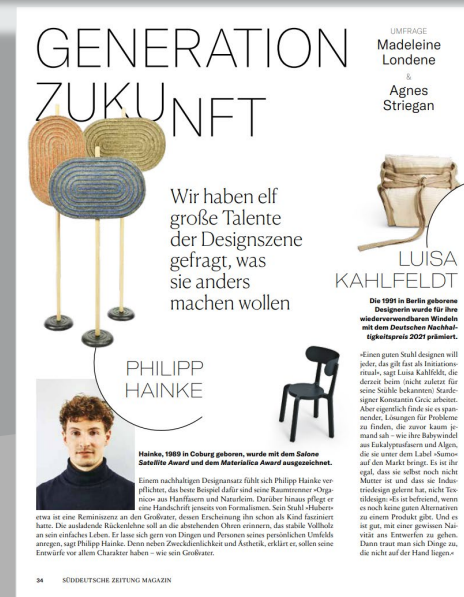 GENERATION
ZUKUNFT
UMFRAGE
Madeleine
Londene
&
Agnes
Striegan
Wir haben elf
große Talente
der Designszene
gefragt, was
sie anders
machen wollen
LUISA
KAHLFELDT
Die 1991 in Berlin geborene
Designerin wurde für ihre
wiederverwendbaren Windeln
mit dem Deutschen Nachhal-
tigkeitspreis 2021 prämiert.
»Einen guten Stuhl designen will
jeder, das gilt fast als Initiations-
ritual«, sagt Luisa Kahlfeldt, die
derzeit beim (nicht zuletzt für
seine Stühle bekannten) Starde-
signer Konstantin Grcic arbeitet.
Aber eigentlich finde sie es span-
nender, Lösungen für Probleme
zu finden, die zuvor kaum je-
mand sah – wie ihre Babywindel
aus Eukalyptusfasern und Algen,
die sie unter dem Label »Sumo«
auf den Markt bringt. Es ist ihr
egal, dass sie selbst noch nicht
Mutter ist und dass sie Indus-
triedesign gelernt hat, nicht Tex-
tildesign: »Es ist befreiend, wenn
es noch keine guten Alternativen
zu einem Produkt gibt. Und es
ist gut, mit einer gewissen Nai-
vität ans Entwerfen zu gehen.
Dann traut man sich Dinge zu,
die nicht auf der Hand liegen.«
PHILIPP
HAINKE
Hainke, 1989 in Coburg geboren, wurde mit dem Salone
Satellite Award und dem Materialica Award ausgezeichnet.
Einem nachhaltigen Designansatz fühlt sich Philipp Hainke ver-
pflichtet, das beste Beispiel dafür sind seine Raumtrenner »Orga-
nico« aus Hanffasern und Naturleim. Darüber hinaus pflegt er
eine Handschrift jenseits von Formalismen. Sein Stuhl »Hubert«
etwa ist eine Reminiszenz an den Großvater, dessen Erscheinung ihn schon als Kind fasziniert
hatte. Die ausladende Rückenlehne soll an die abstehenden Ohren erinnern, das stabile Vollholz
an sein einfaches Leben. Er lasse sich gern von Dingen und Personen seines persönlichen Umfelds
anregen, sagt Philipp Hainke. Denn neben Zweckdienlichkeit und Ästhetik, erklärt er, sollen seine
Entwürfe vor allem Charakter haben – wie sein Großvater.
34 SÜDDEUTSCHE ZEITUNG MAGAZIN